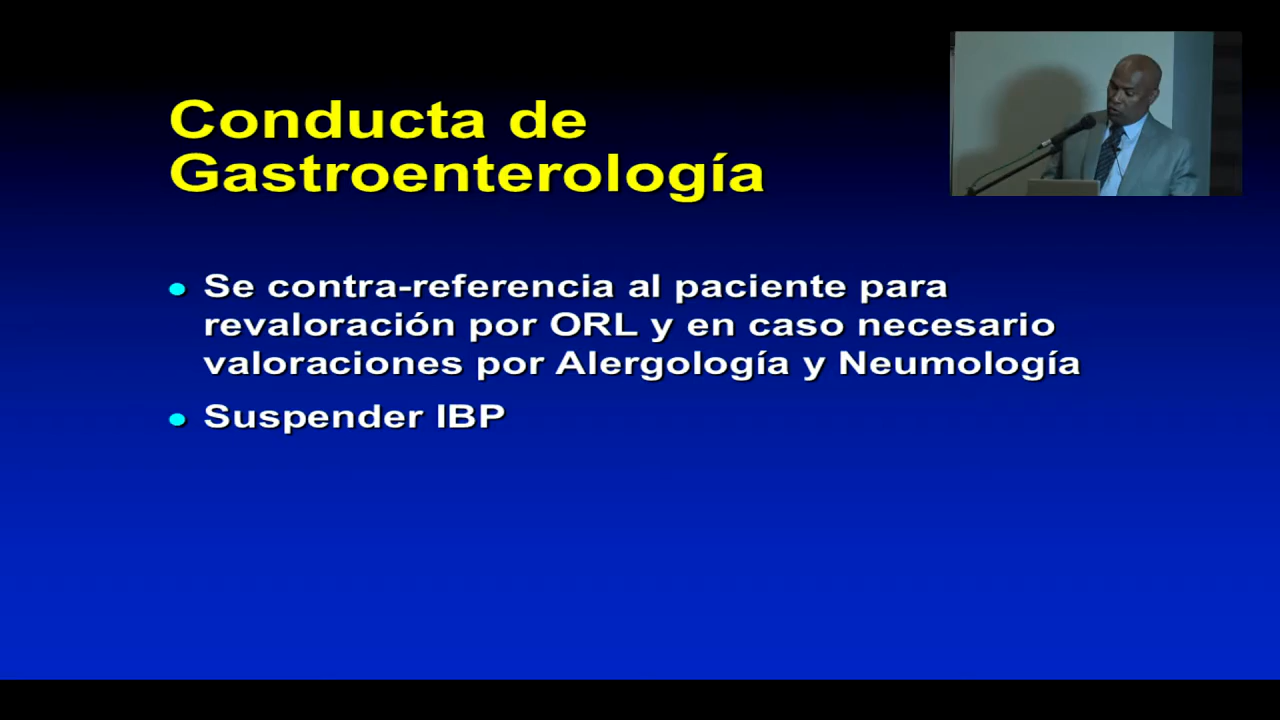 Conducta de
Gastroenterología
Se contra-referencia al paciente para
revaloración por ORL y en caso necesario
valoraciones por Alergología y Neumología
Suspender IBP